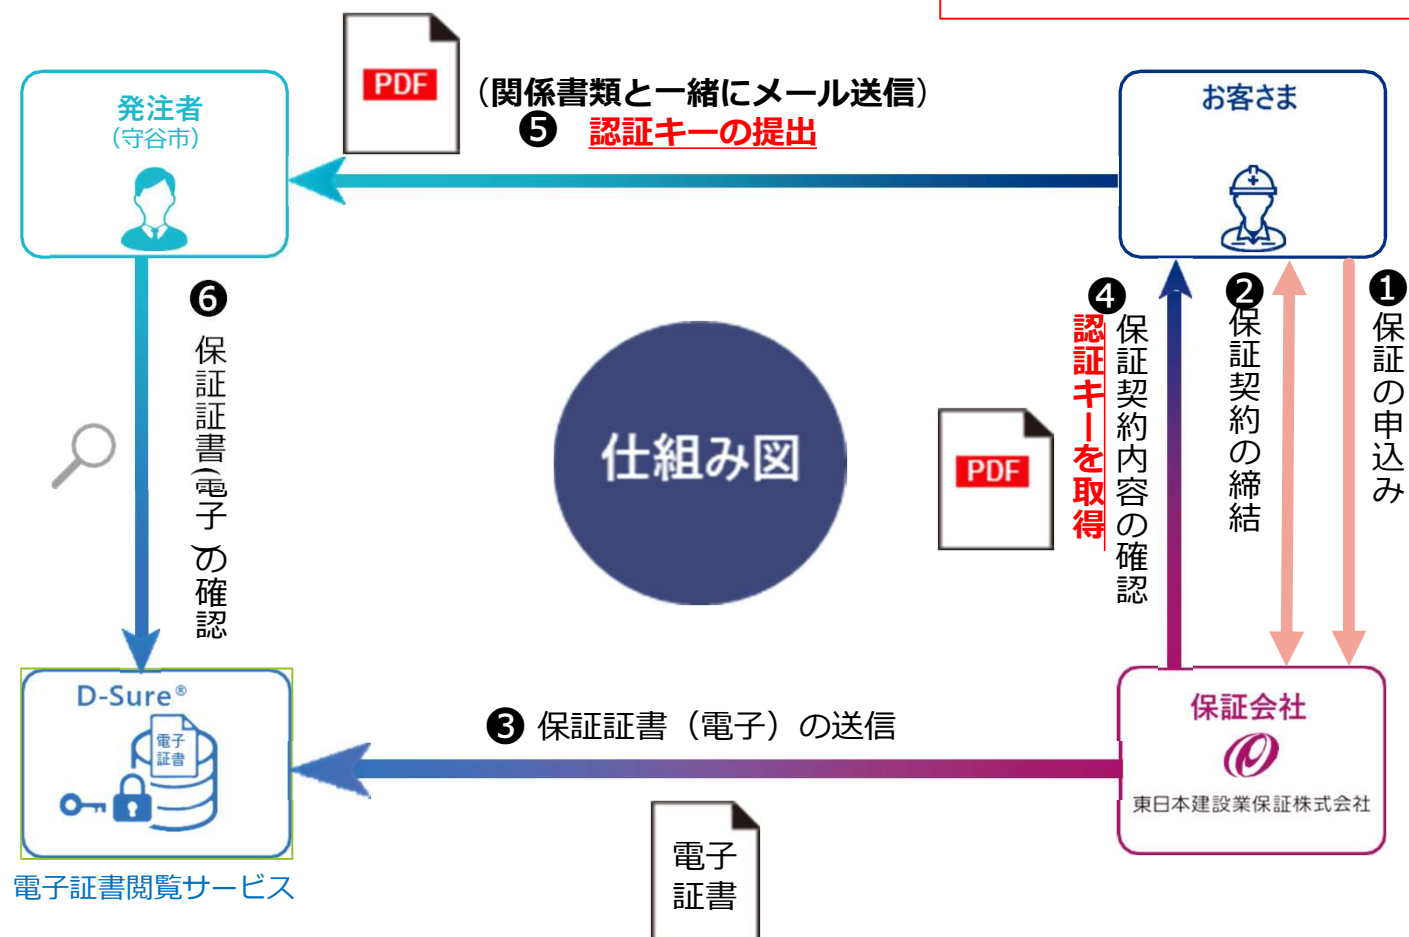 PDF
（関係書類と一緒にメール送信）
❺ 認証キーの提出
発注者
（守谷市）
お客さま
❶保証の申込み
❷保証契約の締結
❹保証契約内容の確認
認証キーを取得
PDF
❻保証証書(電子)の確認
仕組み図
D-Sure®
電子
証書
電子証書閲覧サービス
❸ 保証証書（電子）の送信
電子
証書
保証会社
東日本建設業保証株式会社